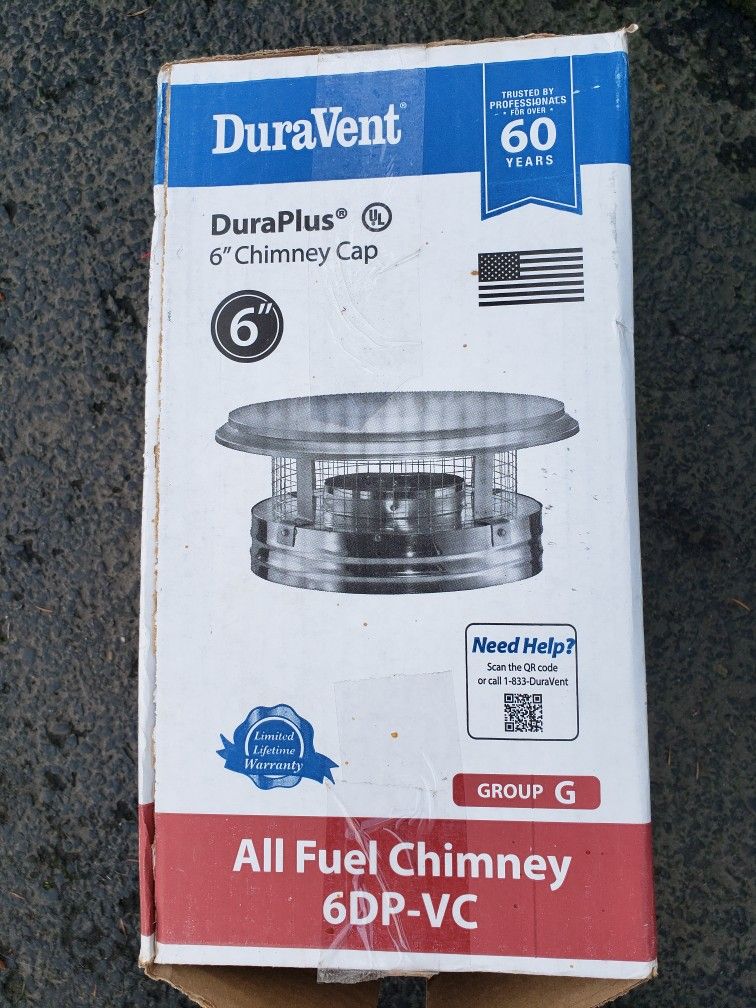 DuraVent®
TRUSTED BY
PROFESSIONALS
• FOR OVER •
60
YEARS
DuraPlus® UL
6" Chimney Cap
6"
Need Help?
Scan the QR code
or call 1-833-DuraVent
Limited
Lifetime
Warranty
GROUP G
All Fuel Chimney
6DP-VC